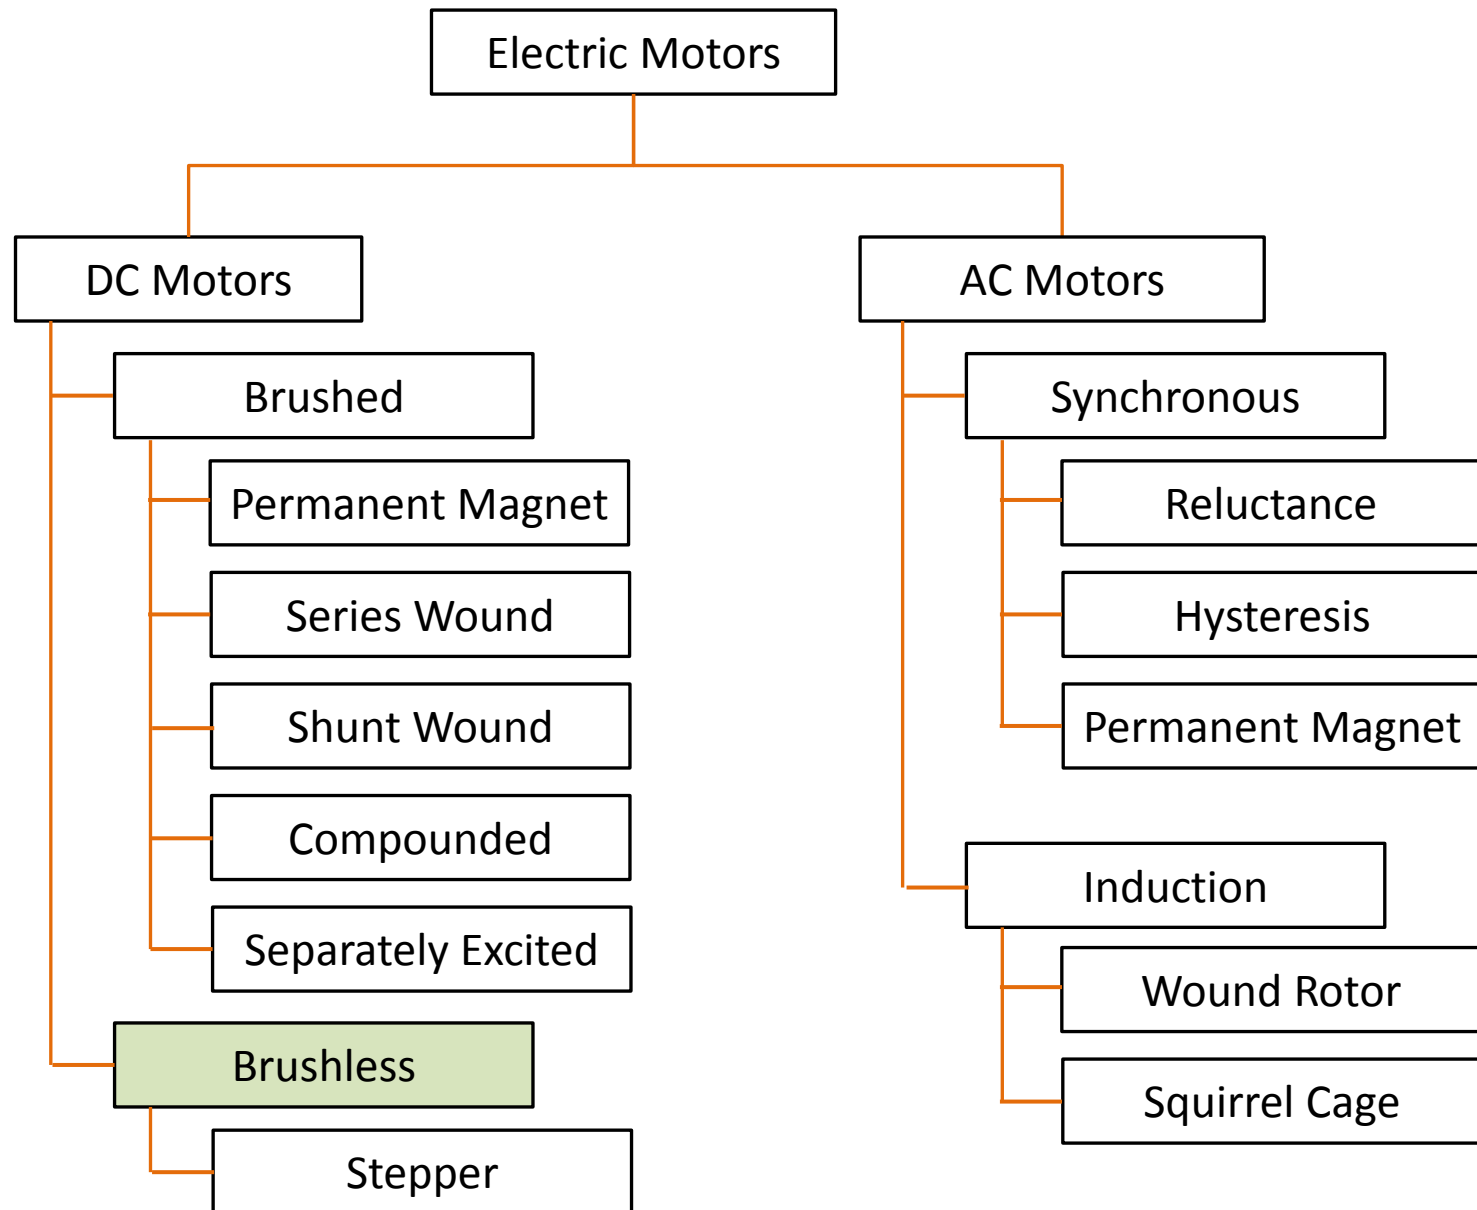 Electric Motors
DC Motors
Brushed
Permanent Magnet
Series Wound
Shunt Wound
Compounded
Separately Excited
Brushless
Stepper
AC Motors
Synchronous
Reluctance
Hysteresis
Permanent Magnet
Induction
Wound Rotor
Squirrel Cage